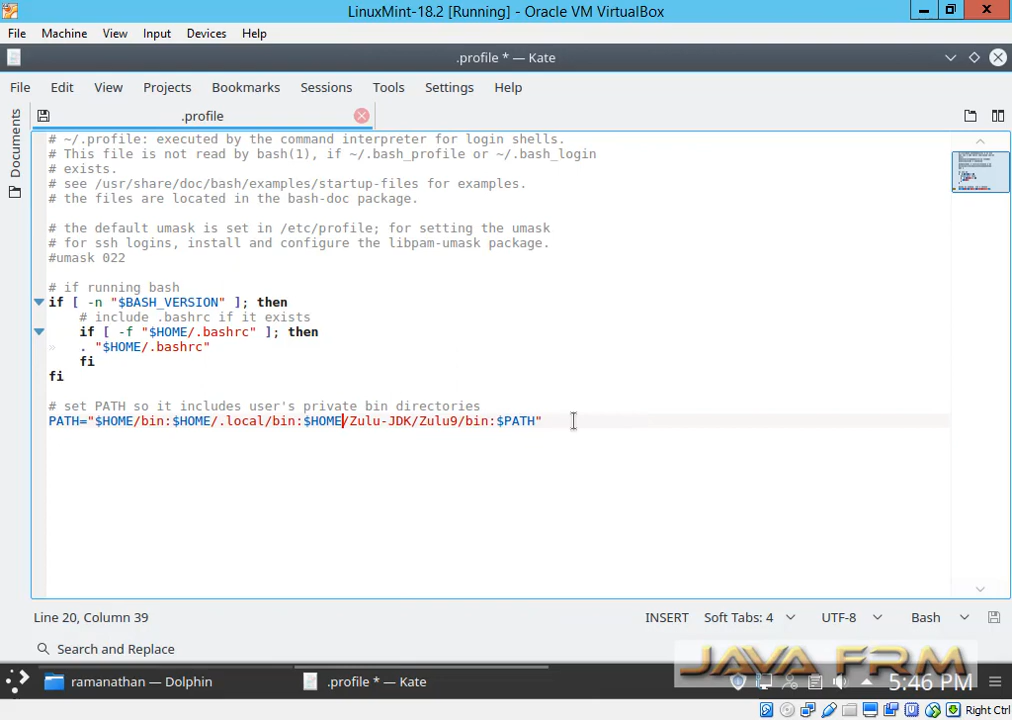 LinuxMint-18.2 [Running] - Oracle VM VirtualBox
File Machine View Input Devices Help
.profile * — Kate
File Edit View Projects Bookmarks Sessions Tools Settings Help
Documents
.profile
# ~/.profile: executed by the command interpreter for login shells.
# This file is not read by bash(1), if ~/.bash_profile or ~/.bash_login
# exists.
# see /usr/share/doc/bash/examples/startup-files for examples.
# the files are located in the bash-doc package.
# the default umask is set in /etc/profile; for setting the umask
# for ssh logins, install and configure the libpam-umask package.
#umask 022
# if running bash
if [ -n "$BASH_VERSION" ]; then
# include .bashrc if it exists
if [ -f "$HOME/.bashrc" ]; then
. "$HOME/.bashrc"
fi
fi
# set PATH so it includes user's private bin directories
PATH="$HOME/bin:$HOME/.local/bin:$HOME/Zulu-JDK/Zulu9/bin:$PATH"
Line 20, Column 39 INSERT Soft Tabs: 4 UTF-8 Bash
Search and Replace
JAVA FRM
ramanathan — Dolphin .profile * — Kate 5:46 PM
Right Ctrl